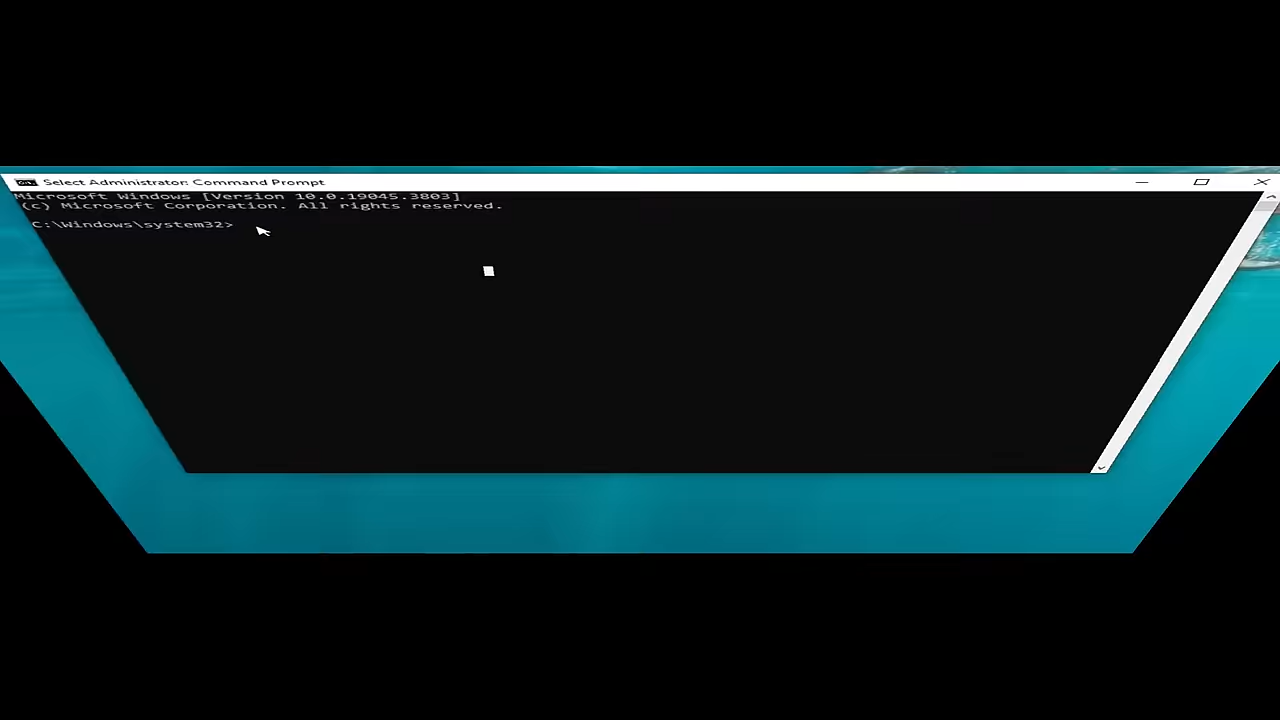 Select Administrator: Command Prompt
Microsoft Windows [Version 10.0.19045.3803]
(c) Microsoft Corporation. All rights reserved.
C:\Windows\system32>